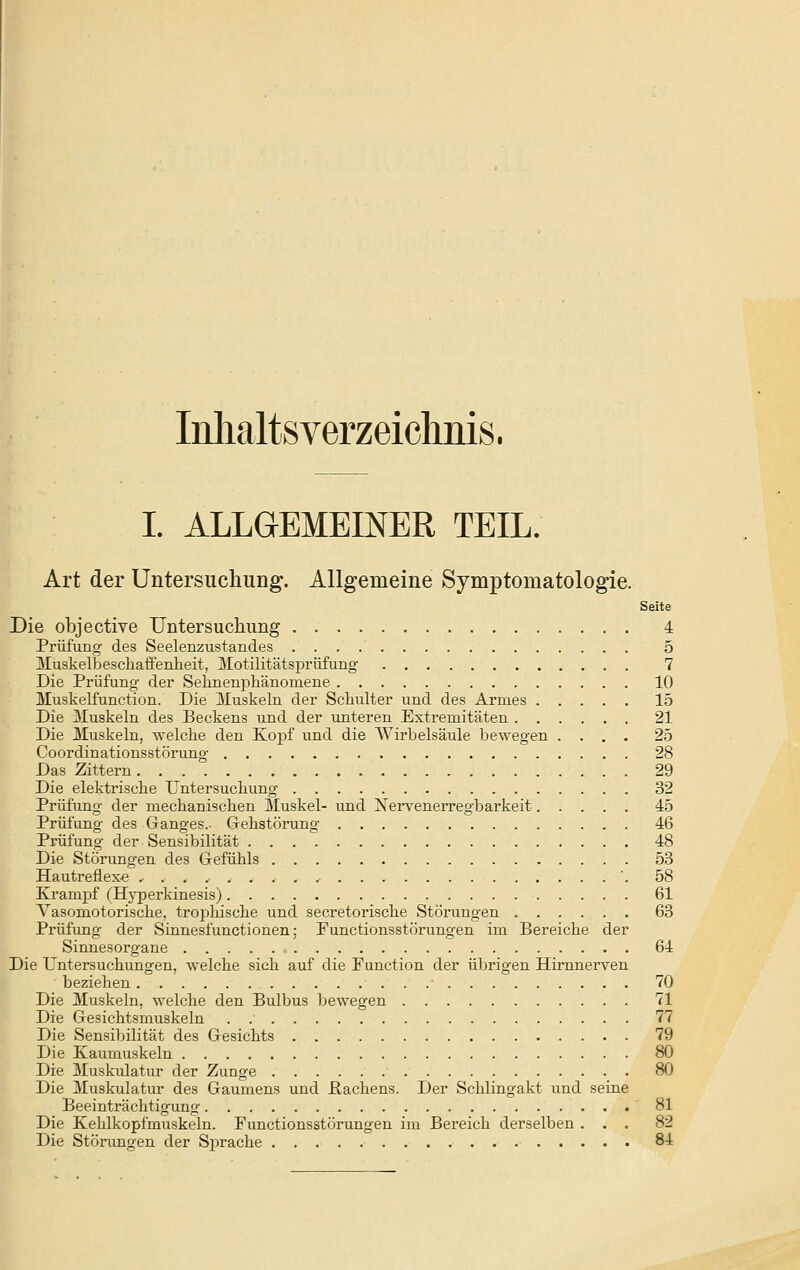 Inhaltsverzeichnis.
I. ALLGEMEINER TEIL.
Art der Untersuchung. Allgemeine Symptomatologie.
Seite
Die objective Untersuchung . . . . . . . . . . . . . . . . 4
Prüfung des Seelenzustandes . . . . . . . . . . . . . . . . 5
Muskelbeschaffenheit, Motilitätsprüfung . . . . . . . . . . . . 7
Die Prüfung der Sehnenphänomene . . . . . . . . . . . . . . 10
Muskelfunction. Die Muskeln der Schulter und des Armes . . . . . 15
Die Muskeln des Beckens und der unteren Extremitäten . . . . . . 21
Die Muskeln, welche den Kopf und die Wirbelsäule bewegen . . . . 25
Coordinationsstörung . . . . . . . . . . . . . . . . . . . 28
Das Zittern . . . . . . . . . . . . . . . . . . . . . . . 29
Die elektrische Untersuchung . . . . . . . . . . . . . . . . 32
Prüfung der mechanischen Muskel- und Nervenerregbarkeit . . . . . 45
Prüfung des Ganges. Gehstörung . . . . . . . . . . . . . . 46
Prüfung der Sensibilität . . . . . . . . . . . . . . . . . . 48
Die Störungen des Gefühls . . . . . . . . . . . . . . . . . 53
Hautreflexe . . . . . . . . . . . . . . . . . . . . . . . 58
Krampf (Hyperkinesis) . . . . . . . . . . . . . . . . . . . 61
Vasomotorische, trophische und secretorische Störungen . . . . . . 63
Prüfung der Sinnesfunctionen; Functionsstörungen im Bereiche der
Sinnesorgane . . . . . . . . . . . . . . . . . . . . . 64
Die Untersuchungen, welche sich auf die Function der übrigen Hirnnerven
beziehen . . . . . . . . . . . . . . . . . . . . . . . 70
Die Muskeln, welche den Bulbus bewegen . . . . . . . . . . . 71
Die Gesichtsmuskeln . . . . . . . . . . . . . . . . . . . 77
Die Sensibilität des Gesichts . . . . . . . . . . . . . . . . 79
Die Kaumuskeln . . . . . . . . . . . . . . . . . . . . . 80
Die Muskulatur der Zunge . . . . . . . . . . . . . . . . . 80
Die Muskulatur des Gaumens und Rachens. Der Schlingakt und seine
Beeinträchtigung . . . . . . . . . . . . . . . . . . . . 81
Die Kehlkopfmuskeln. Functionsstörungen im Bereich derselben . . . 82
Die Störungen der Sprache . . . . . . . . . . . . . . . . . 84